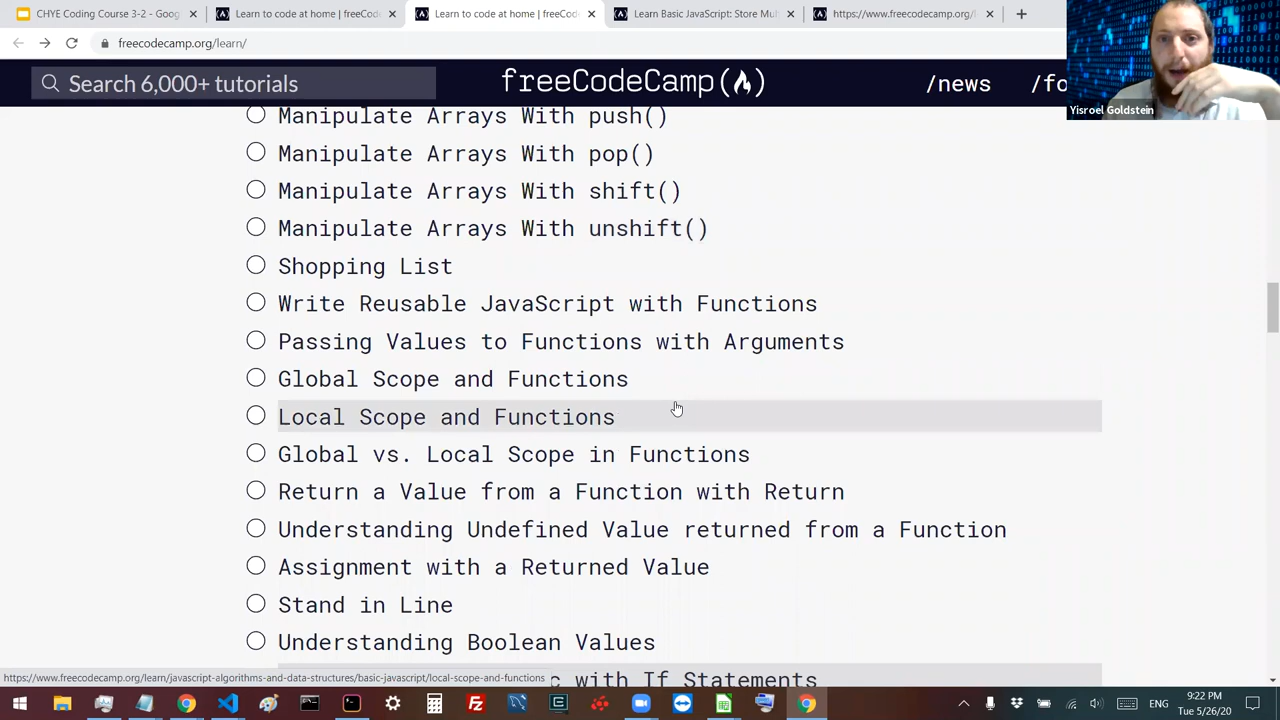 CHYE Coding Course 3-2 - Goog
Learn to code at home | freeCod
Learn to code at home | freeCod
Learn Basic JavaScript: Store Mul
https://www.freecodecamp.org/l
freecodecamp.org/learn/
Search 6,000+ tutorials
freeCodeCamp
/news
/fo
Yisroel Goldstein
Manipulate Arrays With push()
Manipulate Arrays With pop()
Manipulate Arrays With shift()
Manipulate Arrays With unshift()
Shopping List
Write Reusable JavaScript with Functions
Passing Values to Functions with Arguments
Global Scope and Functions
Local Scope and Functions
Global vs. Local Scope in Functions
Return a Value from a Function with Return
Understanding Undefined Value returned from a Function
Assignment with a Returned Value
Stand in Line
Understanding Boolean Values
c with If Statements
https://www.freecodecamp.org/learn/javascript-algorithms-and-data-structures/basic-javascript/local-scope-and-functions
ENG
9:22 PM
Tue 5/26/20